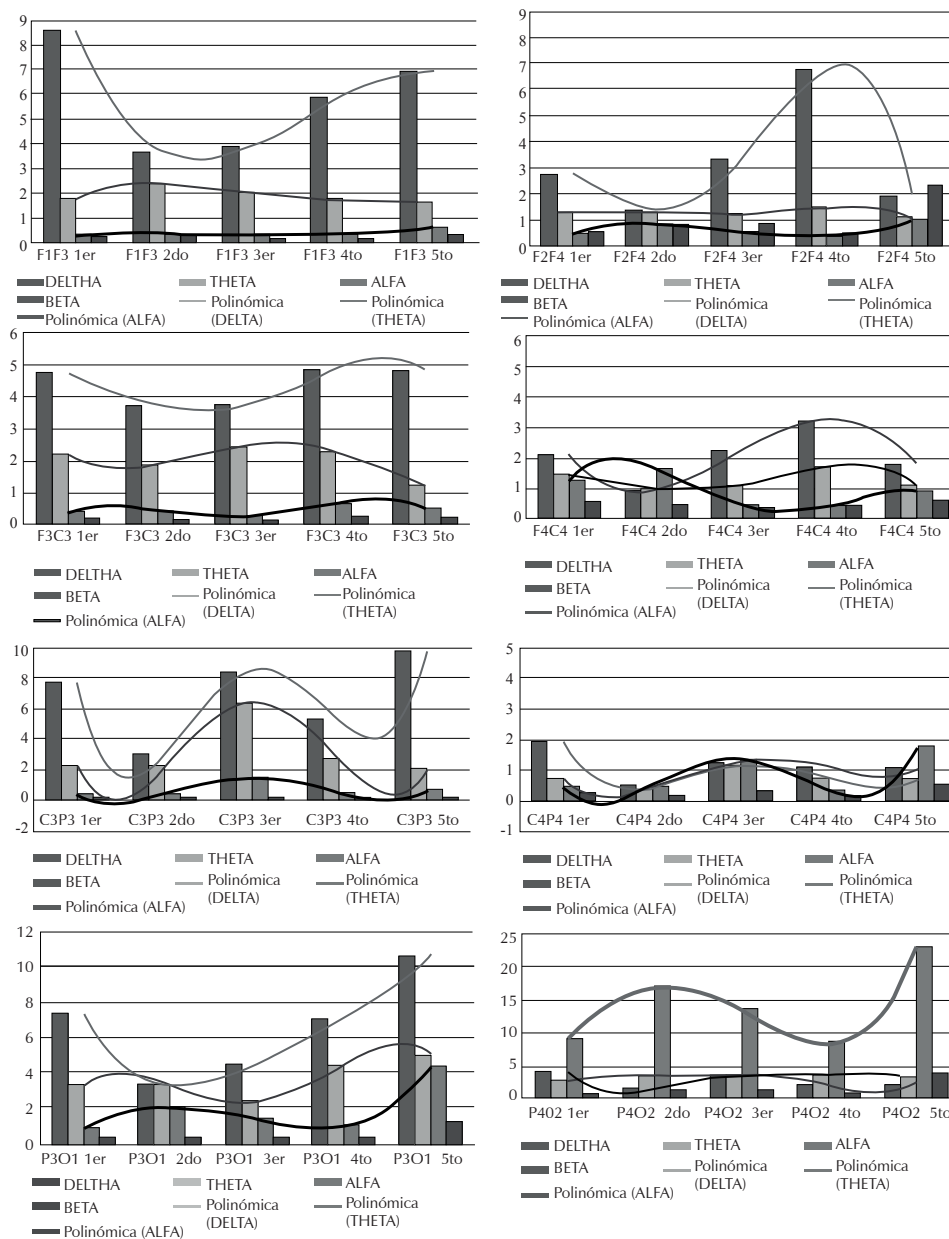 9
8
7
6
5
4
3
2
1
0
F1F3 1er F1F3 2do F1F3 3er F1F3 4to F1F3 5to
DELTHA THETA ALFA
BETA Polinómica (DELTA) Polinómica (THETA)
Polinómica (ALFA)
9
8
7
6
5
4
3
2
1
0
F2F4 1er F2F4 2do F2F4 3er F2F4 4to F2F4 5to
DELTHA THETA ALFA
BETA Polinómica (DELTA) Polinómica (THETA)
Polinómica (ALFA)
6
5
4
3
2
1
0
F3C3 1er F3C3 2do F3C3 3er F3C3 4to F3C3 5to
DELTHA THETA ALFA
BETA Polinómica (DELTA) Polinómica (THETA)
Polinómica (ALFA)
6
5
4
3
2
1
0
F4C4 1er F4C4 2do F4C4 3er F4C4 4to F4C4 5to
DELTHA THETA ALFA
BETA Polinómica (DELTA) Polinómica (THETA)
Polinómica (ALFA)
10
8
6
4
2
0
-2
C3P3 1er C3P3 2do C3P3 3er C3P3 4to C3P3 5to
DELTHA THETA ALFA
BETA Polinómica (DELTA) Polinómica (THETA)
Polinómica (ALFA)
5
4
3
2
1
0
-1
C4P4 1er C4P4 2do C4P4 3er C4P4 4to C4P4 5to
DELTHA THETA ALFA
BETA Polinómica (DELTA) Polinómica (THETA)
Polinómica (ALFA)
12
10
8
6
4
2
0
P3O1 1er P3O1 2do P3O1 3er P3O1 4to P3O1 5to
DELTHA THETA ALFA
BETA Polinómica (DELTA) Polinómica (THETA)
Polinómica (ALFA)
25
20
15
10
5
0
P402 1er P4O2 2do P4O2 3er P4O2 4to P4O2 5to
DELTHA THETA ALFA
BETA Polinómica (DELTA) Polinómica (THETA)
Polinómica (ALFA)